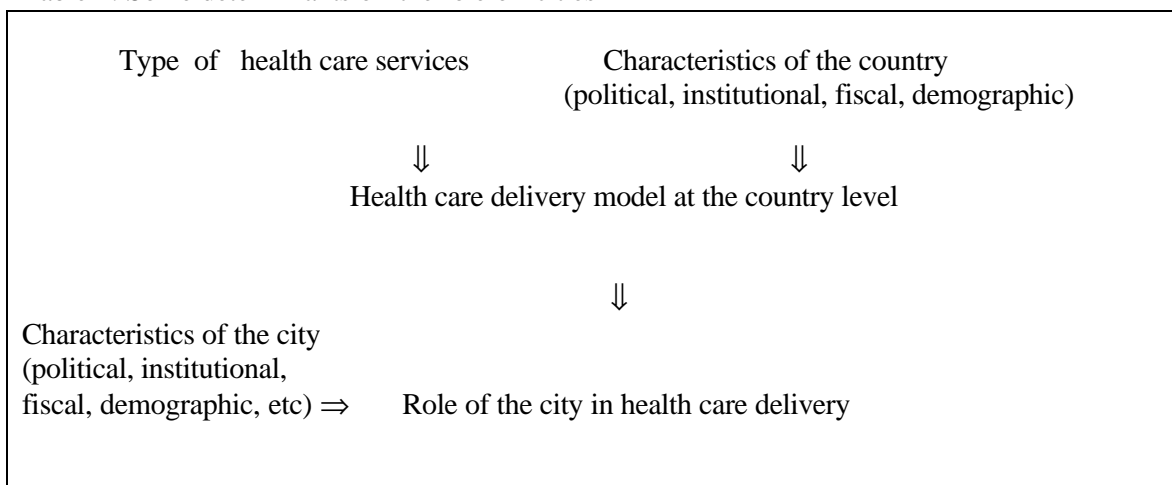 Type of health care services Characteristics of the country
(political, institutional, fiscal, demographic)
⇓ ⇓
Health care delivery model at the country level
⇓
Characteristics of the city
(political, institutional,
fiscal, demographic, etc) ⇒ Role of the city in health care delivery